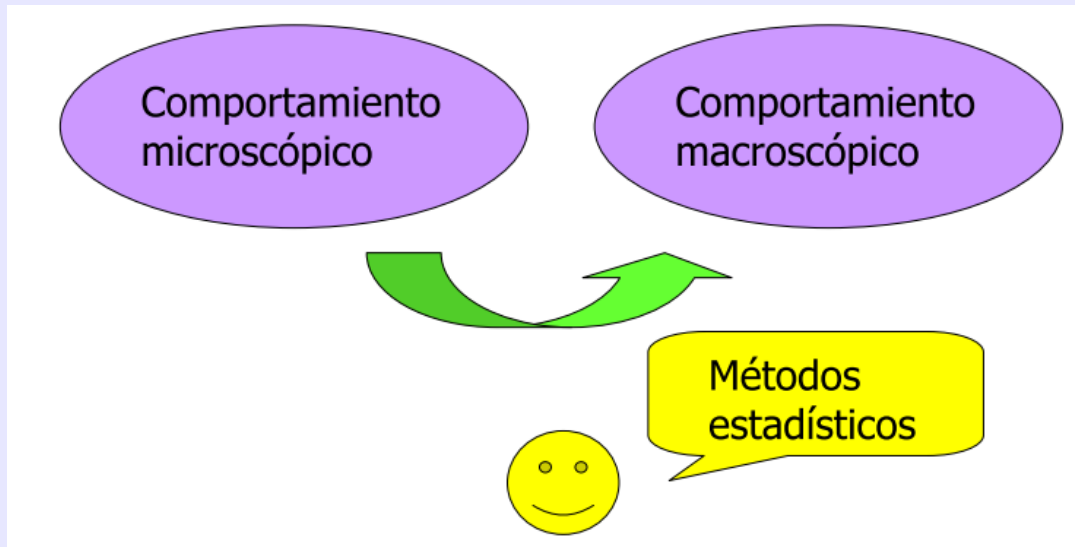 Comportamiento
microscópico
Comportamiento
macroscópico
Métodos
estadísticos